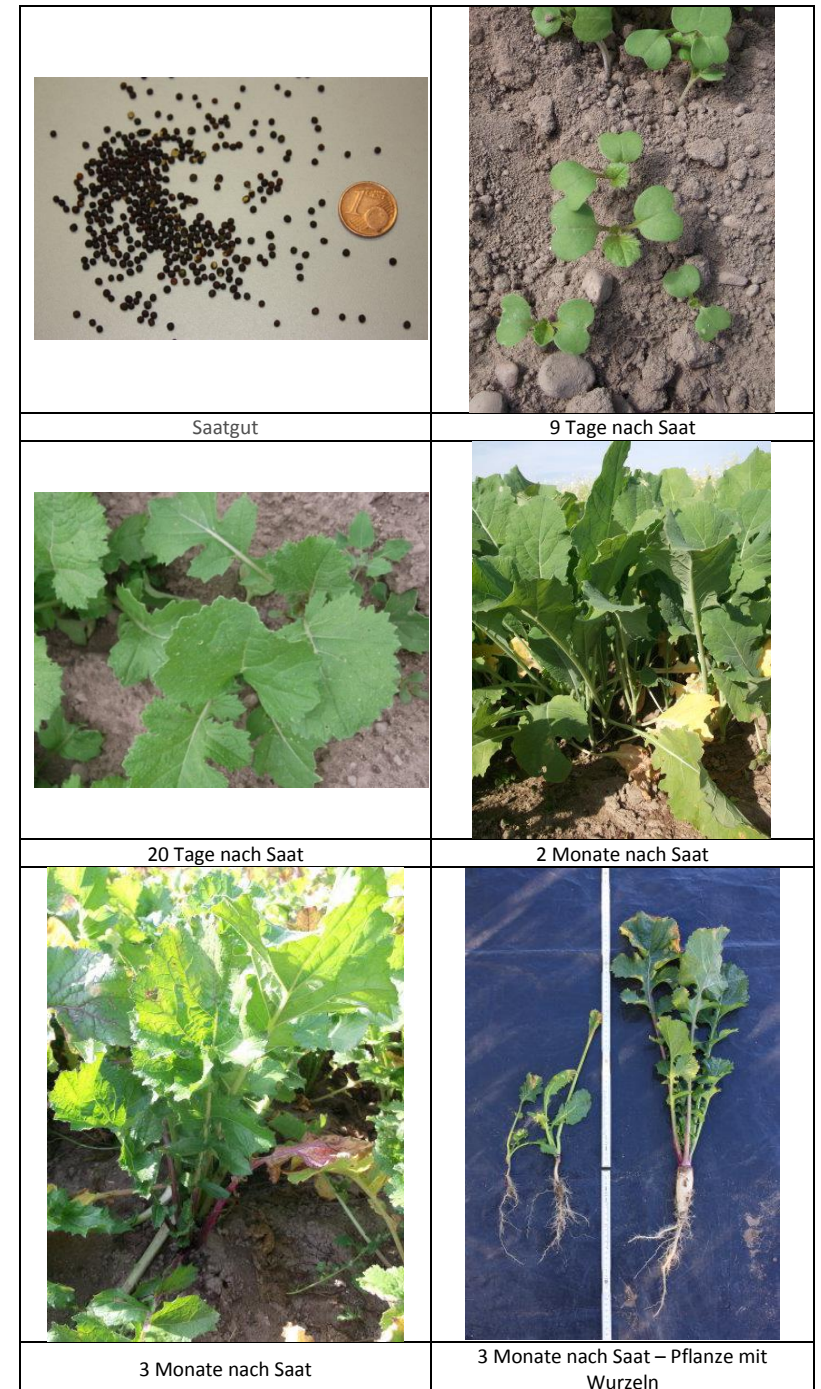 Saatgut
9 Tage nach Saat
20 Tage nach Saat
2 Monate nach Saat
3 Monate nach Saat
3 Monate nach Saat – Pflanze mit
Wurzeln